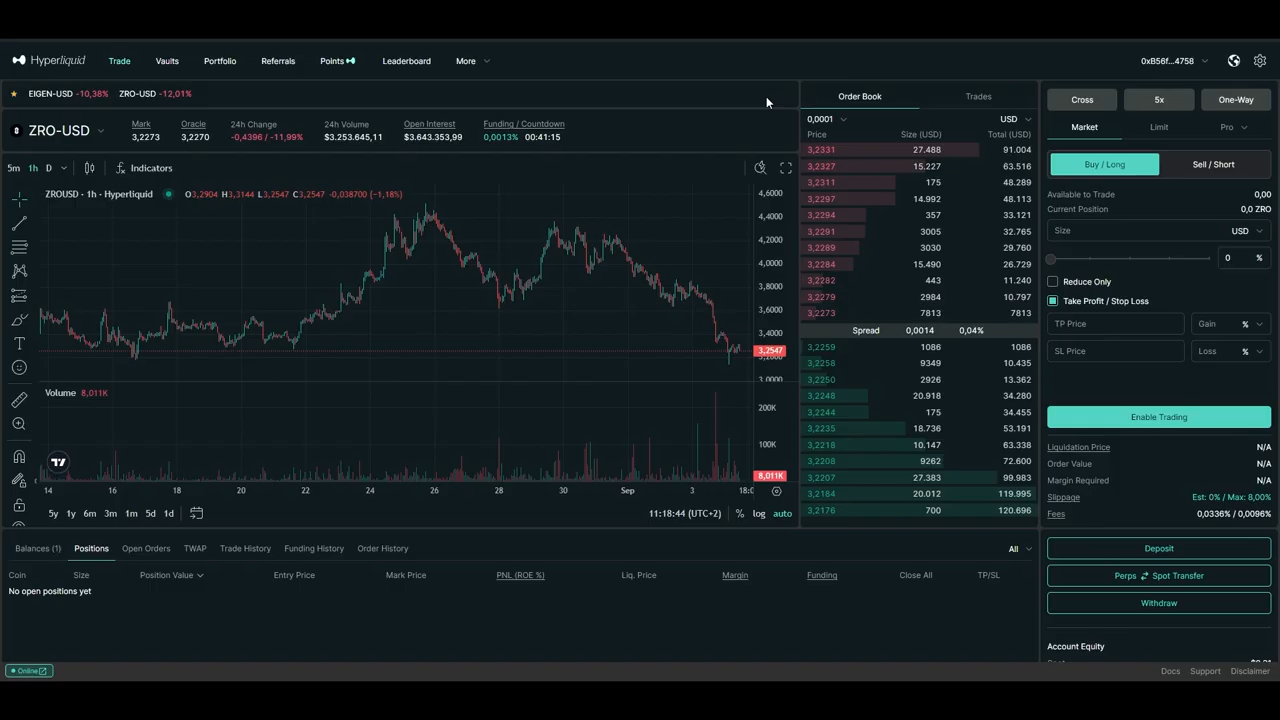 Hyperliquid Trade Vaults Portfolio Referrals Points Leaderboard More 0xB56f...4758
EIGEN-USD -10,38% ZRO-USD -12,01%
ZRO-USD
Mark Oracle 24h Change 24h Volume Open Interest Funding / Countdown
3,2273 3,2270 -0,4396 / -11,99% $3.253.645,11 $3.643.353,99 0,0013% 00:41:15
5m 1h D Indicators
ZROUSD · 1h · Hyperliquid O3,2904 H3,3144 L3,2547 C3,2547 -0,038700 (-1,18%)
4,6000
4,4000
4,2000
4,0000
3,8000
3,6000
3,4000
3,2547
3,2000
3,0000
Volume 8,011K
200K
100K
8,011K
14 16 18 20 22 24 26 28 30 Sep 3 18:0
5y 1y 6m 3m 1m 5d 1d 11:18:44 (UTC+2) % log auto
Order Book Trades
0,0001 USD
Price Size (USD) Total (USD)
3,2331 27.488 91.004
3,2327 15.227 63.516
3,2311 175 48.289
3,2297 14.992 48.113
3,2294 357 33.121
3,2291 3005 32.765
3,2289 3030 29.760
3,2284 15.490 26.729
3,2282 443 11.240
3,2279 2984 10.797
3,2273 7813 7813
Spread 0,0014 0,04%
3,2259 1086 1086
3,2258 9349 10.435
3,2250 2926 13.362
3,2248 20.918 34.280
3,2244 175 34.455
3,2235 18.736 53.191
3,2218 10.147 63.338
3,2208 9262 72.600
3,2207 27.383 99.983
3,2184 20.012 119.995
3,2176 700 120.696
Cross 5x One-Way
Market Limit Pro
Buy / Long Sell / Short
Available to Trade 0,00
Current Position 0,0 ZRO
Size USD
0 %
Reduce Only
Take Profit / Stop Loss
TP Price Gain %
SL Price Loss %
Enable Trading
Liquidation Price N/A
Order Value N/A
Margin Required N/A
Slippage Est: 0% / Max: 8,00%
Fees 0,0336% / 0,0096%
Balances (1) Positions Open Orders TWAP Trade History Funding History Order History All
Coin Size Position Value Entry Price Mark Price PNL (ROE %) Liq. Price Margin Funding Close All TP/SL
No open positions yet
Deposit
Perps Spot Transfer
Withdraw
Account Equity
Online Docs Support Disclaimer